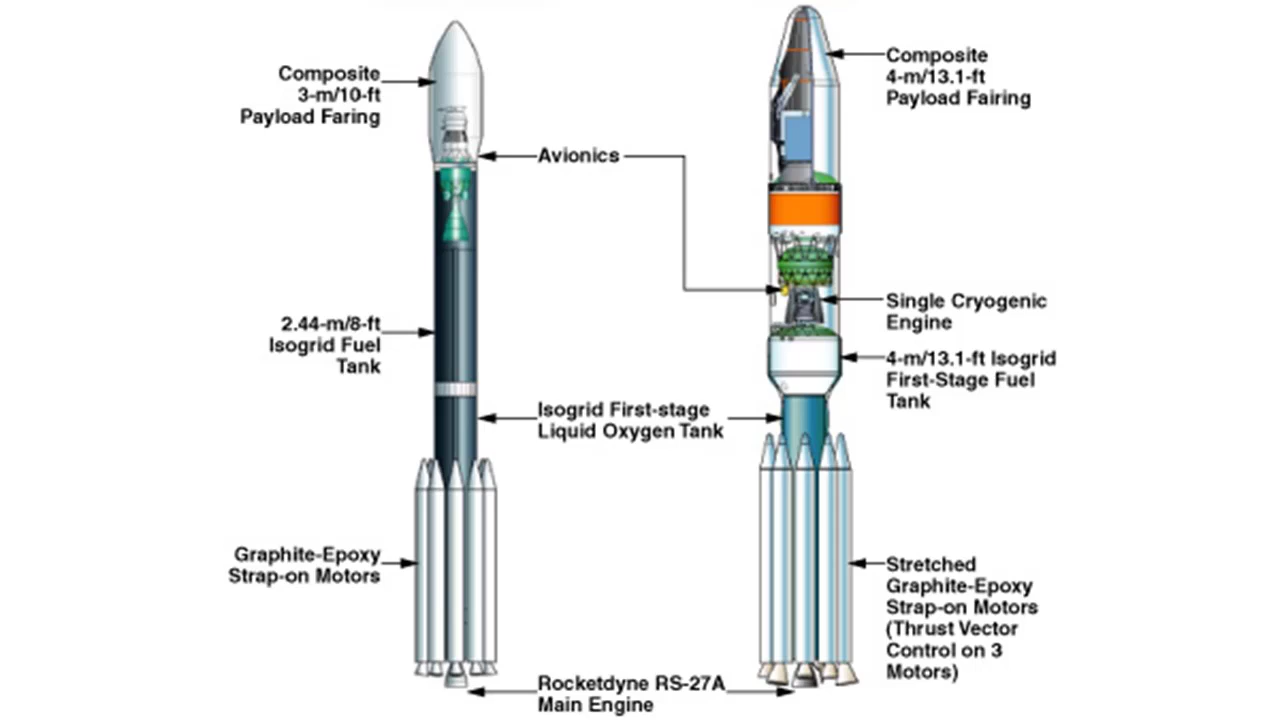 Composite
3-m/10-ft
Payload Faring
Avionics
2.44-m/8-ft
Isogrid Fuel
Tank
Isogrid First-stage
Liquid Oxygen Tank
Graphite-Epoxy
Strap-on Motors
Rocketdyne RS-27A
Main Engine
Composite
4-m/13.1-ft
Payload Fairing
Single Cryogenic
Engine
4-m/13.1-ft Isogrid
First-Stage Fuel
Tank
Stretched
Graphite-Epoxy
Strap-on Motors
(Thrust Vector
Control on 3
Motors)